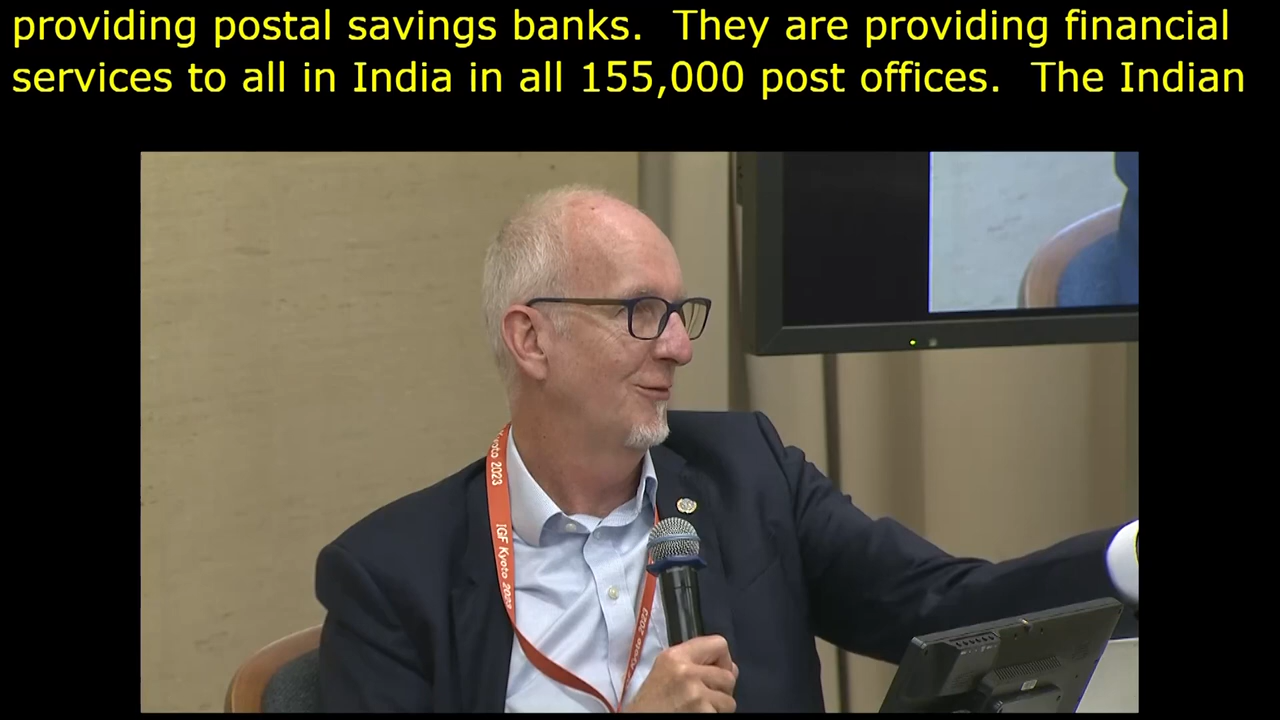 providing postal savings banks.  They are providing financial
services to all in India in all 155,000 post offices.  The Indian
Kyoto 2023
IGF Kyoto 2023
2023